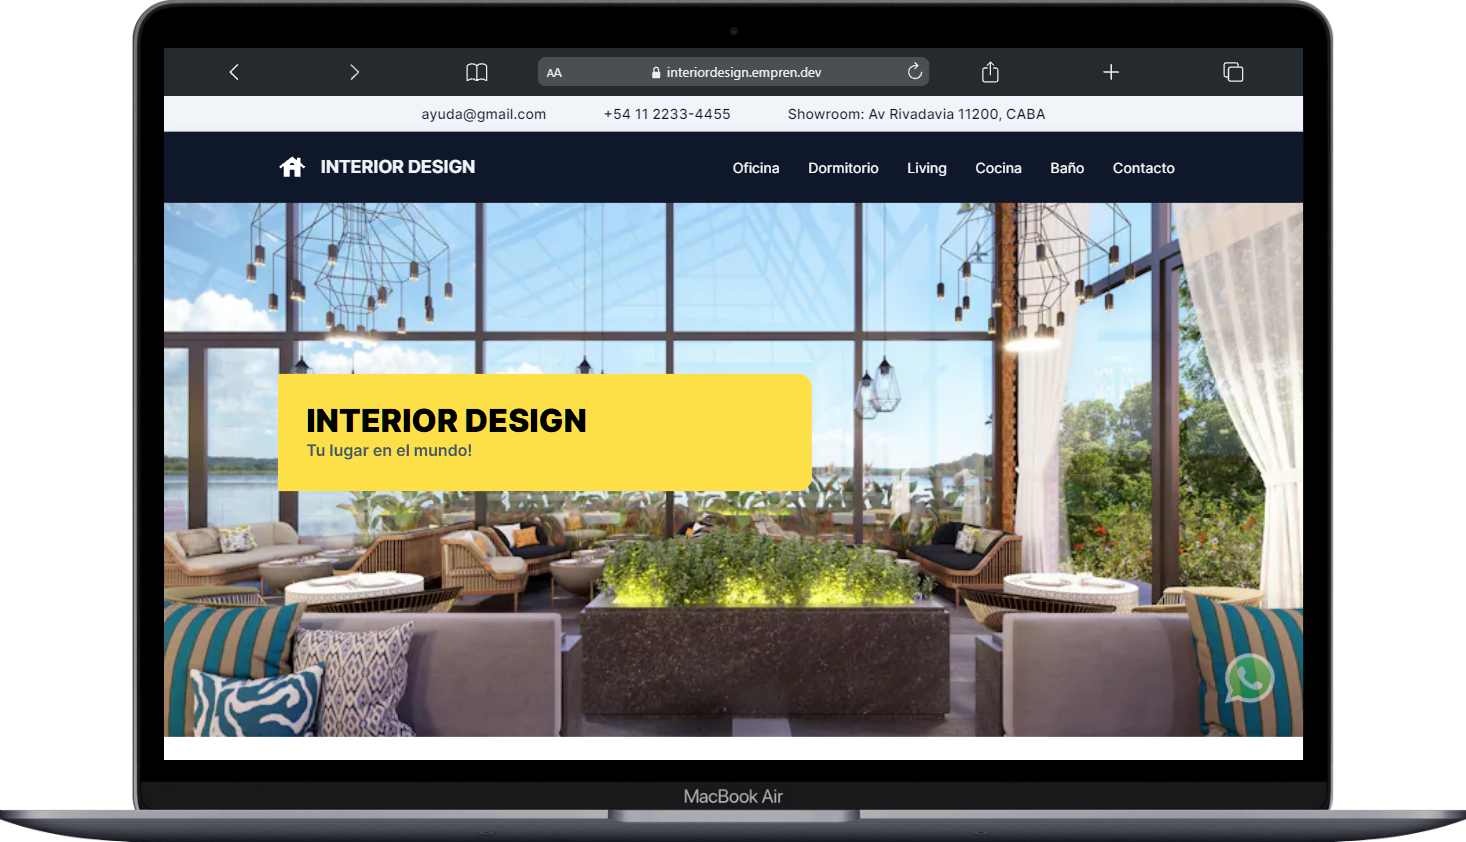 AA interiordesign.empren.dev
ayuda@gmail.com +54 11 2233-4455 Showroom: Av Rivadavia 11200, CABA
INTERIOR DESIGN Oficina Dormitorio Living Cocina Baño Contacto
INTERIOR DESIGN
Tu lugar en el mundo!
MacBook Air